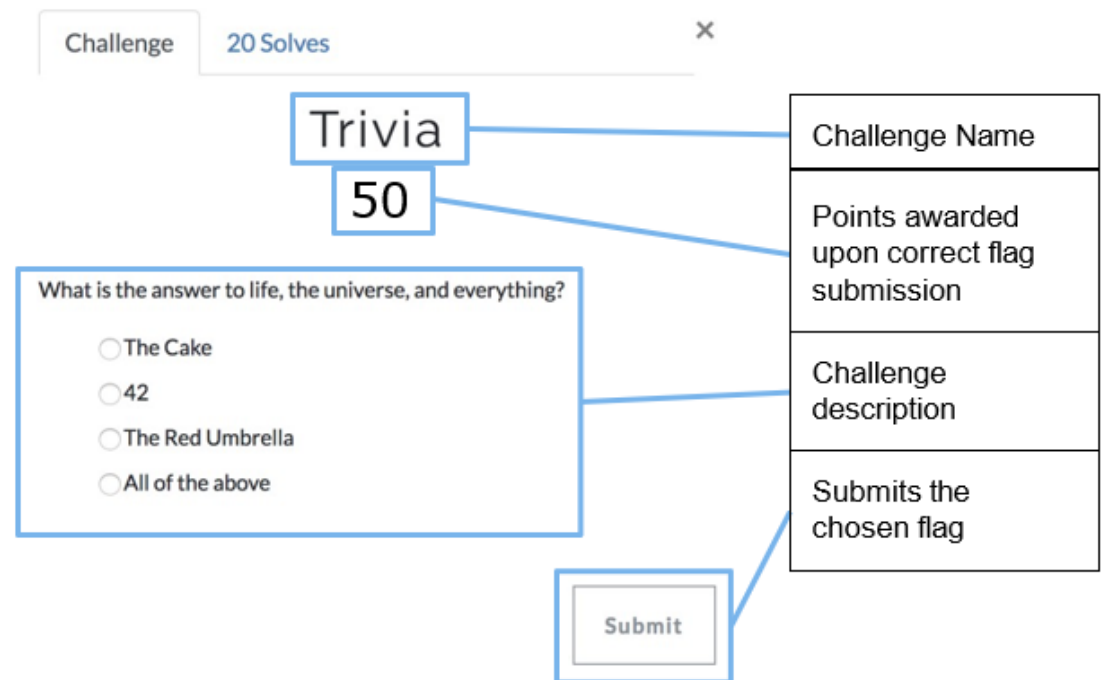 Challenge
20 Solves
×
Trivia
50
What is the answer to life, the universe, and everything?
The Cake
42
The Red Umbrella
All of the above
Submit
Challenge Name
Points awarded
upon correct flag
submission
Challenge
description
Submits the
chosen flag